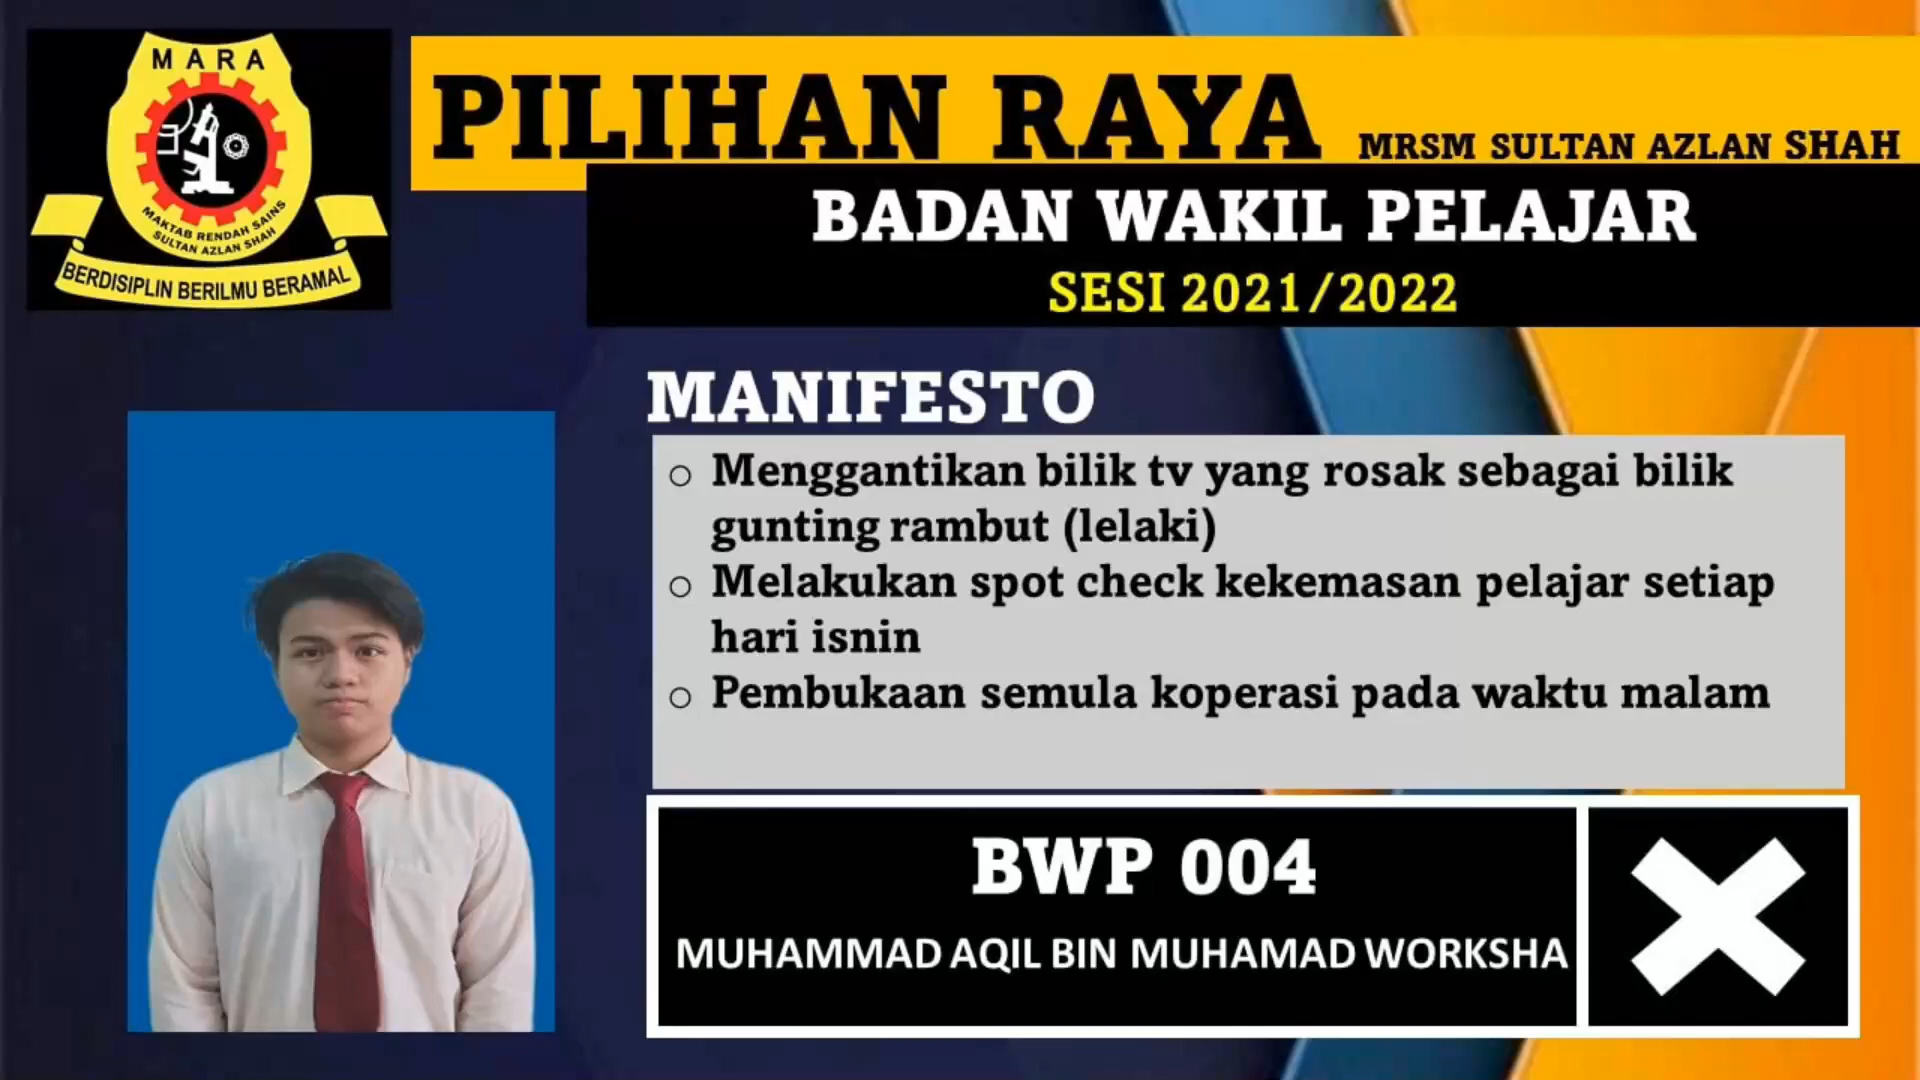 MARA
MAKTAB RENDAH SAINS
SULTAN AZLAN SHAH
BERDISIPLIN BERILMU BERAMAL
PILIHAN RAYA MRSM SULTAN AZLAN SHAH
BADAN WAKIL PELAJAR
SESI 2021/2022
MANIFESTO
○ Menggantikan bilik tv yang rosak sebagai bilik
gunting rambut (lelaki)
○ Melakukan spot check kekemasan pelajar setiap
hari isnin
○ Pembukaan semula koperasi pada waktu malam
BWP 004
MUHAMMAD AQIL BIN MUHAMAD WORKSHA